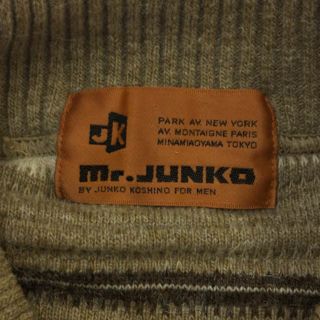 JK
PARK AV. NEW YORK
AV. MONTAIGNE PARIS
MINAMIAOYAMA TOKYO
mr.JUNKO
BY JUNKO KOSHINO FOR MEN